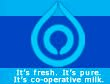 It's fresh. It's pure.
It's co-operative milk.